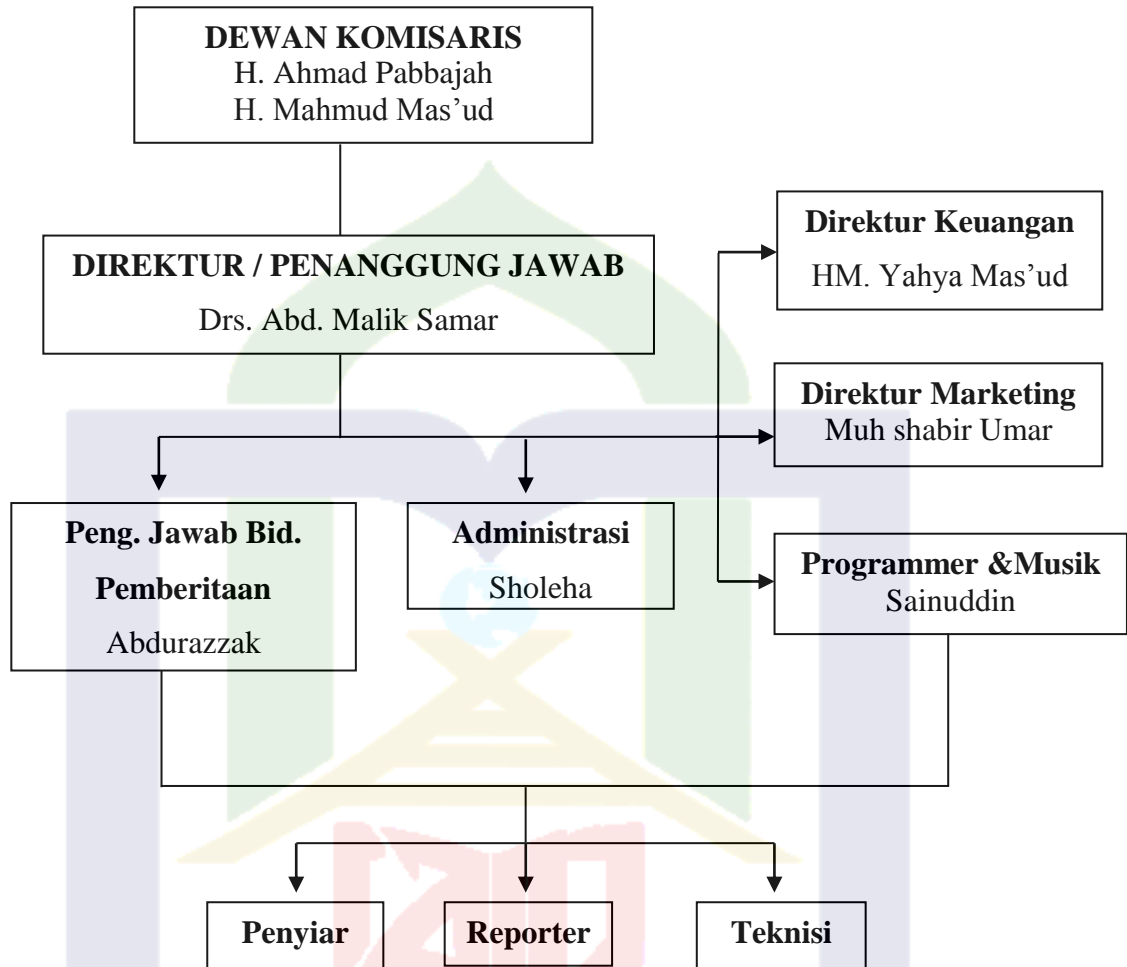 DEWAN KOMISARIS
H. Ahmad Pabbajah
H. Mahmud Mas’ud
Direktur Keuangan
HM. Yahya Mas’ud
DIREKTUR / PENANGGUNG JAWAB
Drs. Abd. Malik Samar
Direktur Marketing
Muh shabir Umar
Peng. Jawab Bid.
Pemberitaan
Abdurazzak
Administrasi
Sholeha
Programmer &Musik
Sainuddin
Penyiar
Reporter
Teknisi